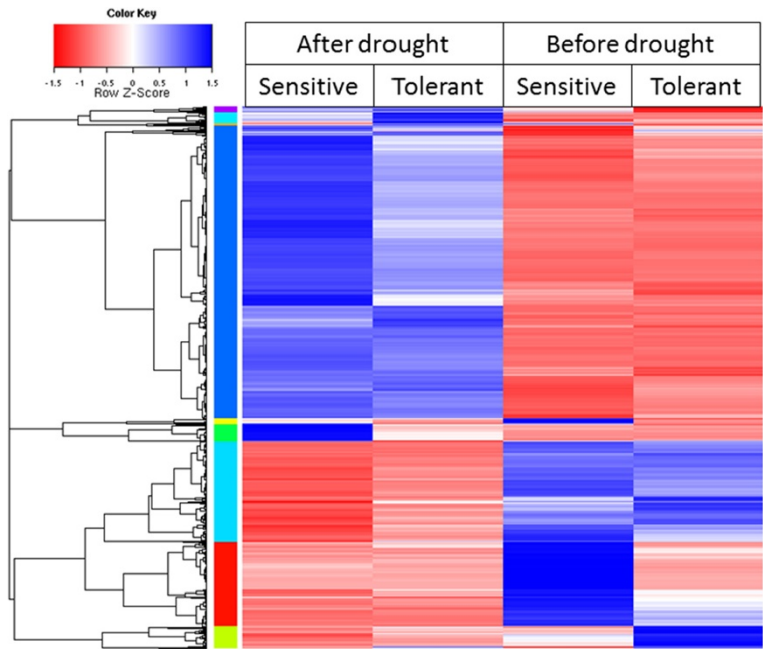 Color Key
-1.5 -1 -0.5 0 0.5 1 1.5
Row Z-Score
After drought Before drought
Sensitive Tolerant Sensitive Tolerant